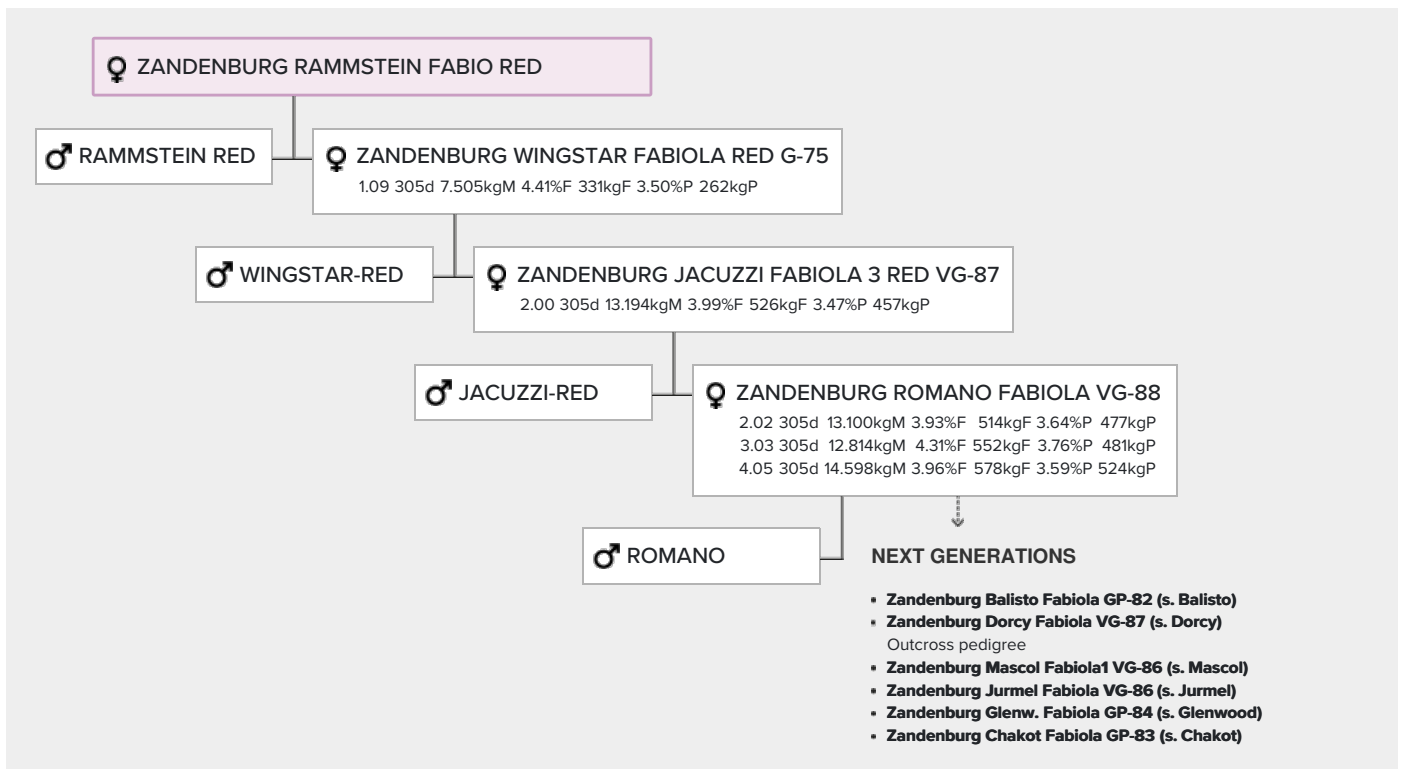 ZANDENBURG RAMMSTEIN FABIO RED
RAMMSTEIN RED
ZANDENBURG WINGSTAR FABIOLA RED G-75
1.09 305d 7.505kgM 4.41%F 331kgF 3.50%P 262kgP
WINGSTAR-RED
ZANDENBURG JACUZZI FABIOLA 3 RED VG-87
2.00 305d 13.194kgM 3.99%F 526kgF 3.47%P 457kgP
JACUZZI-RED
ZANDENBURG ROMANO FABIOLA VG-88
2.02 305d 13.100kgM 3.93%F 514kgF 3.64%P 477kgP
3.03 305d 12.814kgM 4.31%F 552kgF 3.76%P 481kgP
4.05 305d 14.598kgM 3.96%F 578kgF 3.59%P 524kgP
ROMANO
NEXT GENERATIONS
• Zandenburg Balisto Fabiola GP-82 (s. Balisto)
• Zandenburg Dorcy Fabiola VG-87 (s. Dorcy)
Outcross pedigree
• Zandenburg Mascol Fabiola1 VG-86 (s. Mascol)
• Zandenburg Jurmel Fabiola VG-86 (s. Jurmel)
• Zandenburg Glenw. Fabiola GP-84 (s. Glenwood)
• Zandenburg Chakot Fabiola GP-83 (s. Chakot)